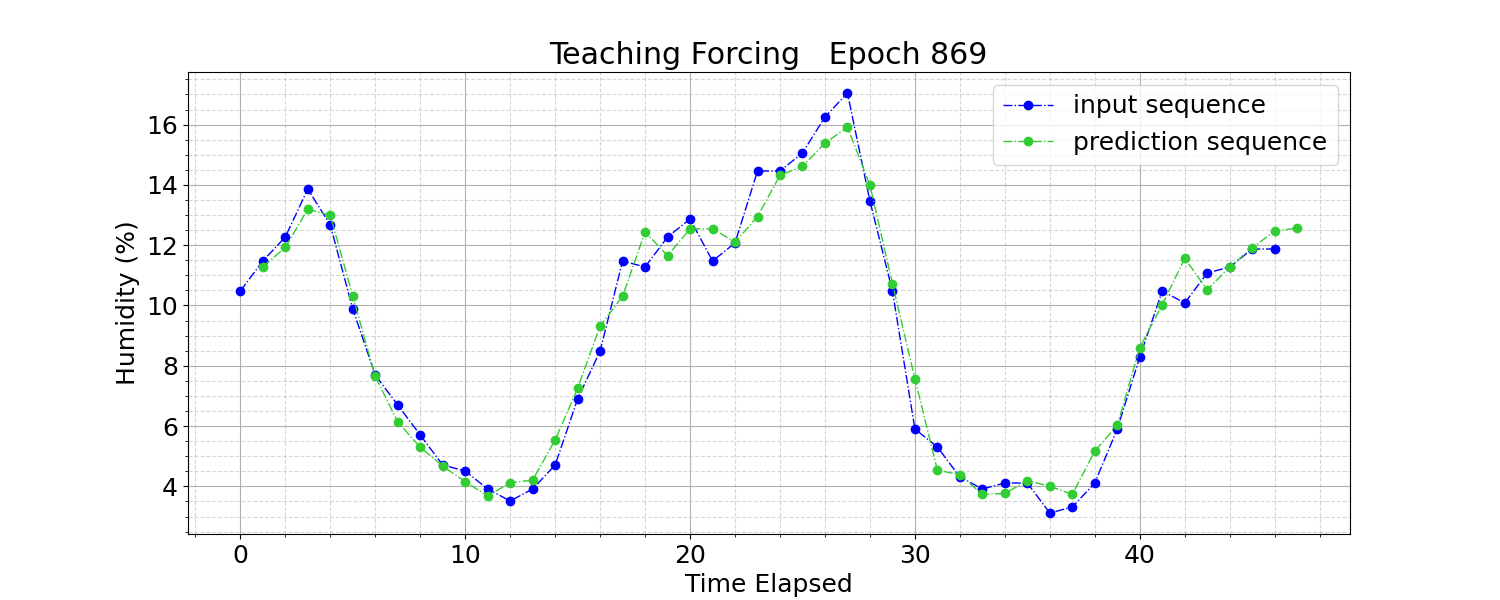 Teaching Forcing   Epoch 869
input sequence
prediction sequence
Humidity (%)
16
14
12
10
8
6
4
0 10 20 30 40
Time Elapsed